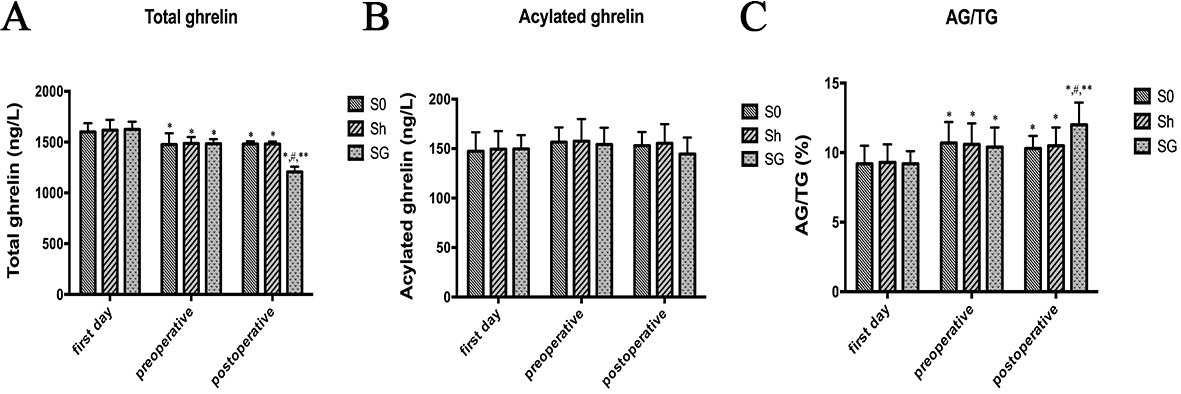 A
Total ghrelin
Total ghrelin (ng/L)
2000
1500
1000
500
0
* * *
* *
*,#,**
first day
preoperative
postoperative
S0
Sh
SG
B
Acylated ghrelin
Acylated ghrelin (ng/L)
200
150
100
50
0
first day
preoperative
postoperative
S0
Sh
SG
C
AG/TG
AG/TG (%)
15
10
5
0
* * *
* *
*,#,**
first day
preoperative
postoperative
S0
Sh
SG